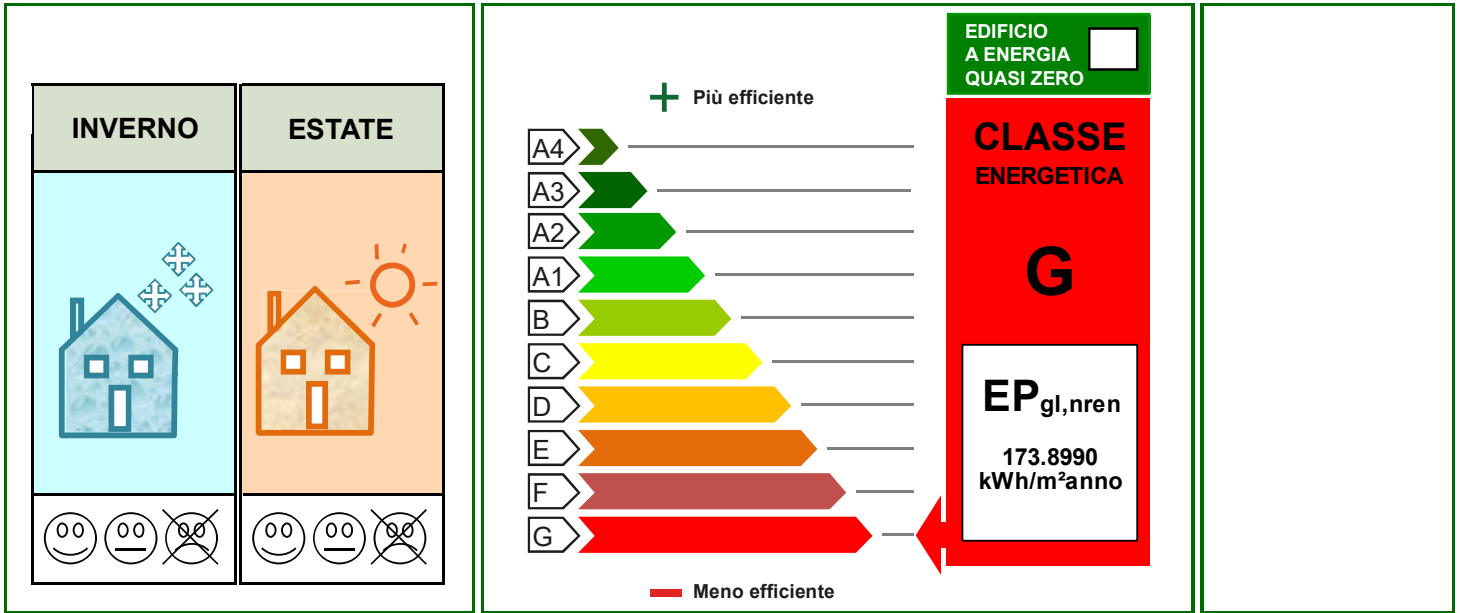 INVERNO
ESTATE
Più efficiente
A4
A3
A2
A1
B
C
D
E
F
G
Meno efficiente
EDIFICIO
A ENERGIA
QUASI ZERO
CLASSE
ENERGETICA
G
EPgl,nren
173.8990
kWh/m²anno